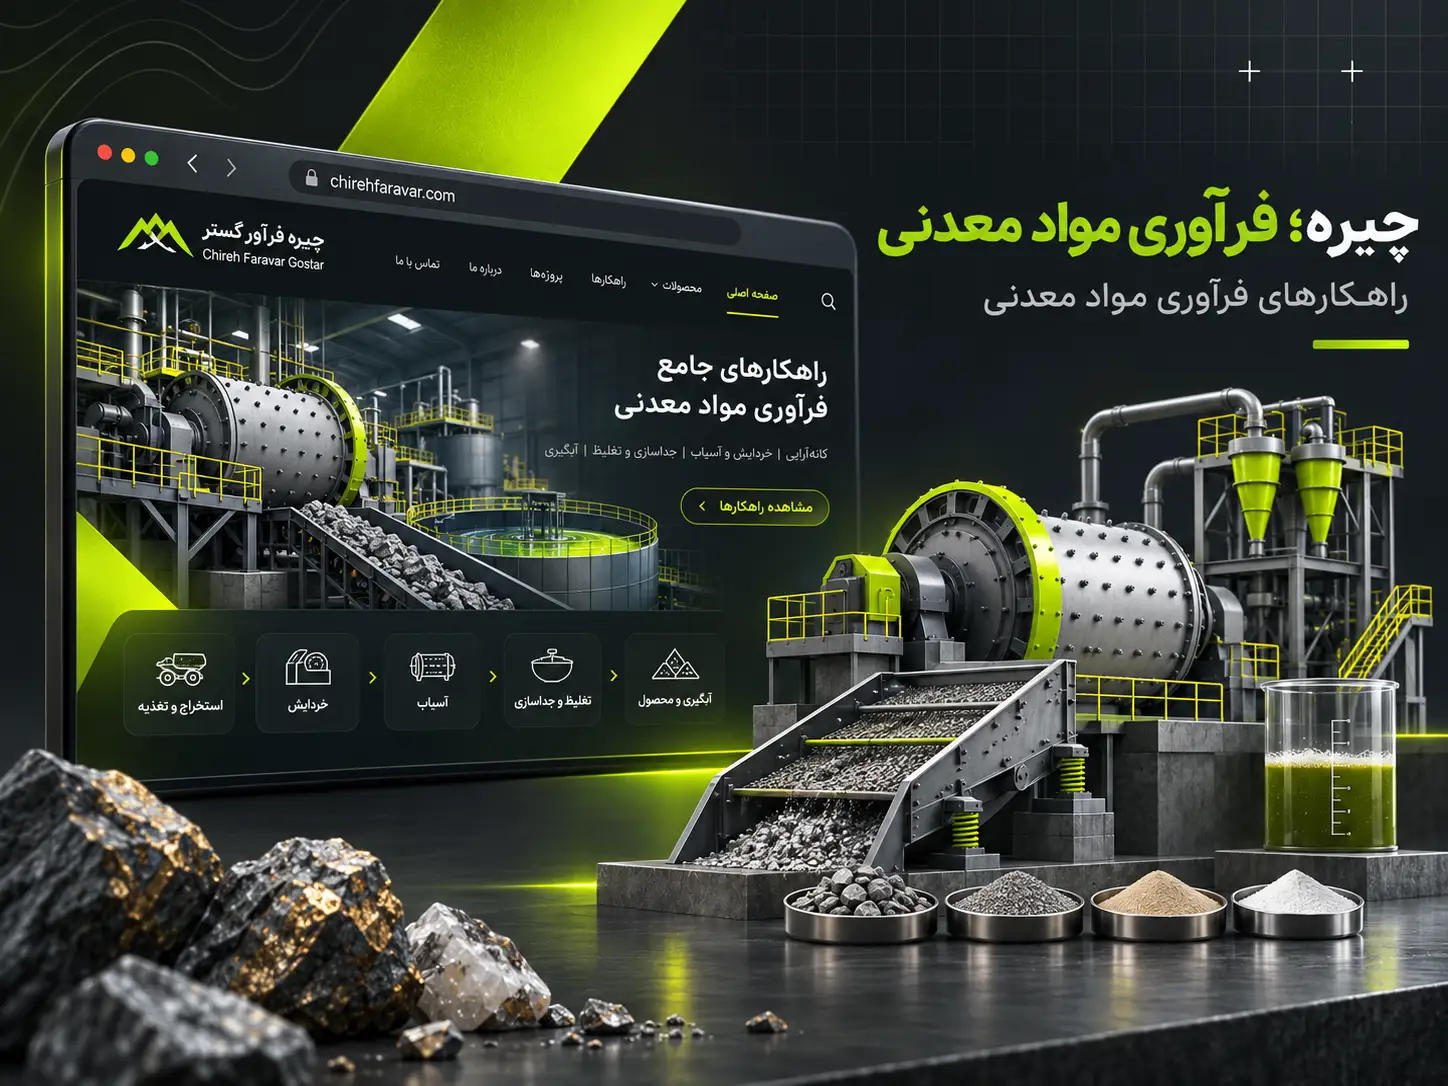 چیره؛ فرآوری مواد معدنی
راهکارهای فرآوری مواد معدنی
chirehfaravar.com
چیره فرآور گستر
Chireh Faravar Gostar
صفحه اصلی
محصولات
راهکارها
پروژه‌ها
درباره ما
تماس با ما
راهکارهای جامع
فرآوری مواد معدنی
کانه‌آرایی | خردایش و آسیاب | جداسازی و تغلیظ | آبگیری
مشاهده راهکارها
استخراج و تغذیه
خردایش
آسیاب
تغلیظ و جداسازی
آبگیری و محصول